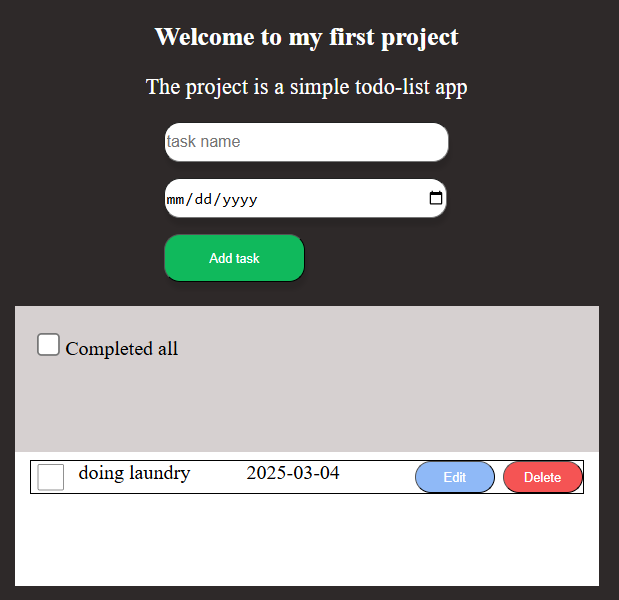 Welcome to my first project
The project is a simple todo-list app
task name
mm/dd/yyyy
Add task
Completed all
doing laundry 2025-03-04 Edit Delete